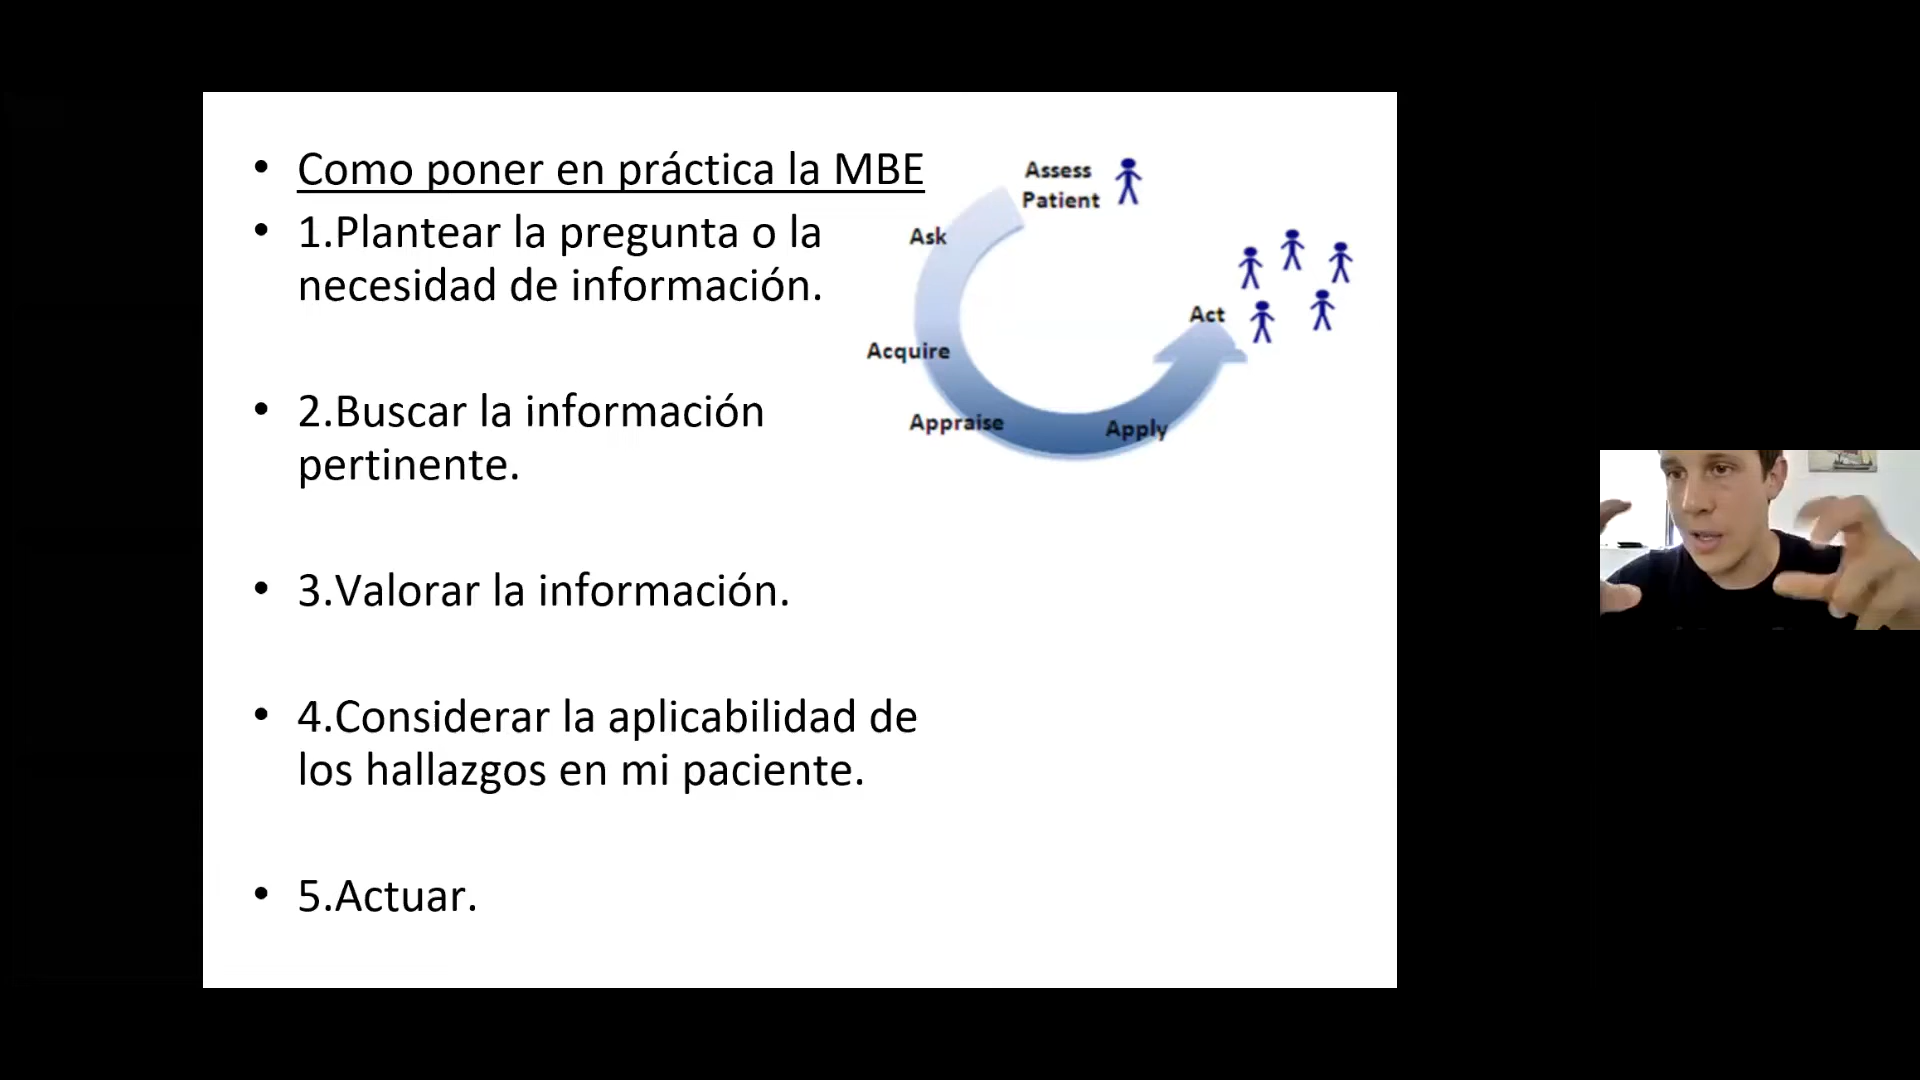 Como poner en práctica la MBE
1.Plantear la pregunta o la
necesidad de información.
2.Buscar la información
pertinente.
3.Valorar la información.
4.Considerar la aplicabilidad de
los hallazgos en mi paciente.
5.Actuar.
Assess
Patient
Ask
Acquire
Appraise
Apply
Act